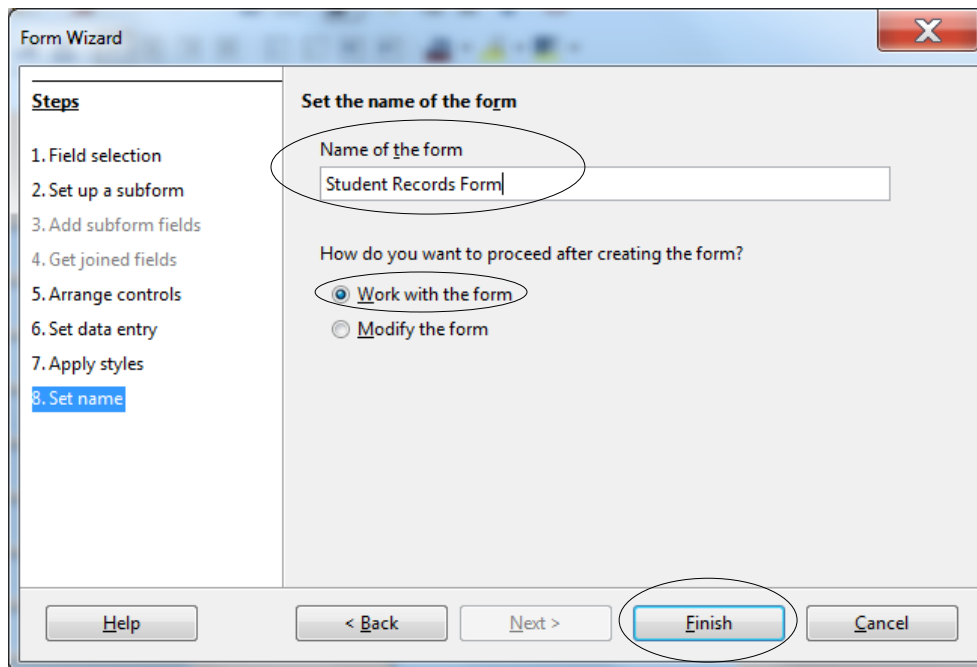 Form Wizard
Steps
1. Field selection
2. Set up a subform
3. Add subform fields
4. Get joined fields
5. Arrange controls
6. Set data entry
7. Apply styles
8. Set name
Set the name of the form
Name of the form
Student Records Form
How do you want to proceed after creating the form?
Work with the form
Modify the form
Help
< Back
Next >
Finish
Cancel